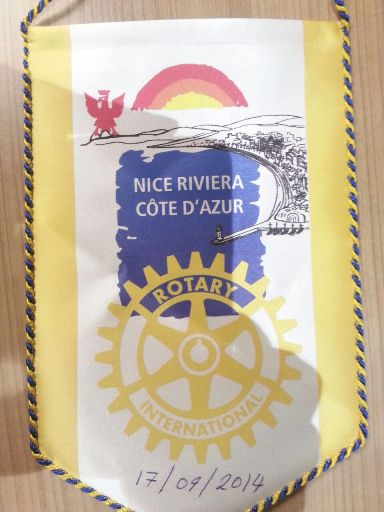 NICE RIVIERA
CÔTE D'AZUR
ROTARY
INTERNATIONAL
17/09/2014